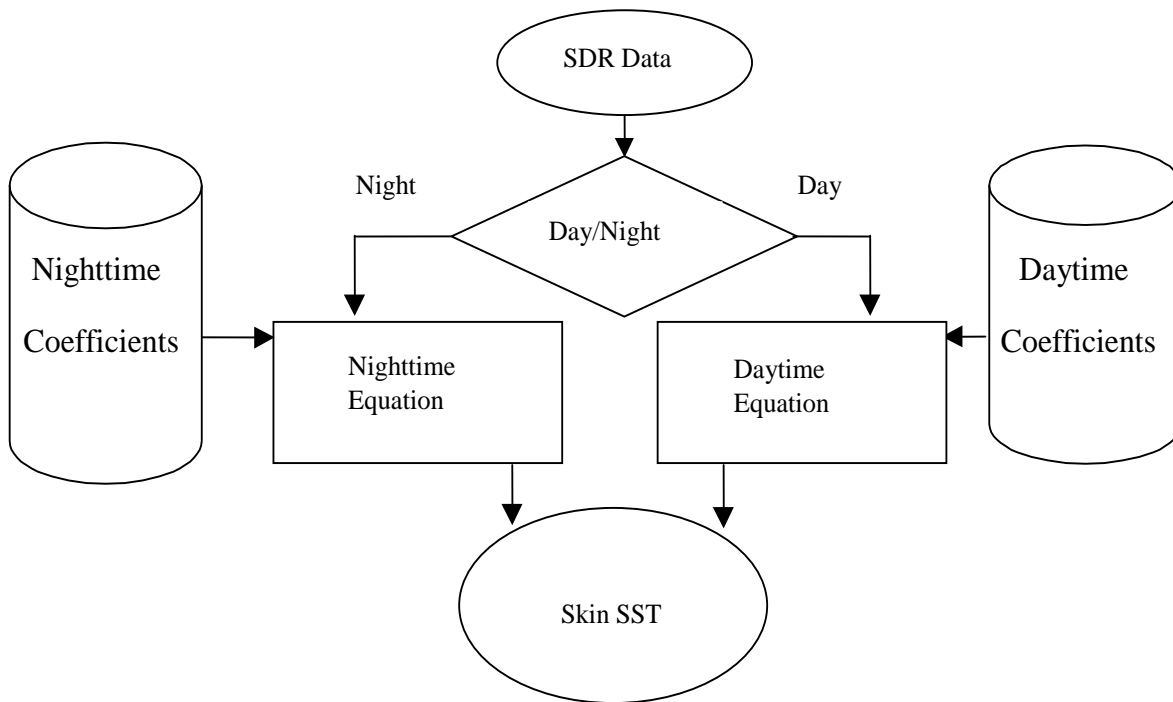 SDR Data
Night
Day
Day/Night
Nighttime
Coefficients
Daytime
Coefficients
Nighttime
Equation
Daytime
Equation
Skin SST